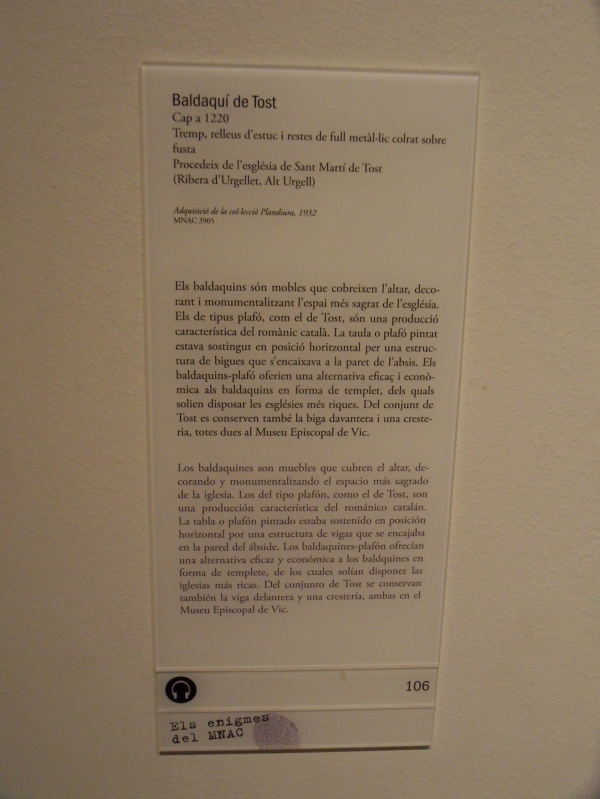 Baldaquí de Tost
Cap a 1220
Tremp, relleus d'estuc i restes de full metàl·lic colrat sobre
fusta
Procedeix de l'església de Sant Martí de Tost
(Ribera d'Urgellet, Alt Urgell)
Adquisició de la col·lecció Plandiura, 1932
MNAC 3905
Els baldaquins són mobles que cobreixen l'altar, deco-
rant i monumentalitzant l'espai més sagrat de l'església.
Els de tipus plafó, com el de Tost, són una producció
característica del romànic català. La taula o plafó pintat
estava sostingut en posició horitzontal per una estruc-
tura de bigues que s'encaixava a la paret de l'absis. Els
baldaquins-plafó oferien una alternativa eficaç i econò-
mica als baldaquins en forma de templet, dels quals
solien disposar les esglésies més riques. Del conjunt de
Tost es conserven també la biga davantera i una creste-
ria, totes dues al Museu Episcopal de Vic.
Los baldaquines son muebles que cubren el altar, de-
corando y monumentalizando el espacio más sagrado
de la iglesia. Los del tipo plafón, como el de Tost, son
una producción característica del románico catalán.
La tabla o plafón pintado estaba sostenido en posición
horizontal por una estructura de vigas que se encajaba
en la pared del ábside. Los baldaquines-plafón ofrecían
una alternativa eficaz y económica a los baldquines en
forma de templete, de los cuales solían disponer las
iglesias más ricas. Del conjunto de Tost se conservan
también la viga delantera y una crestería, ambas en el
Museu Episcopal de Vic.
106
Els enigmes
del MNAC